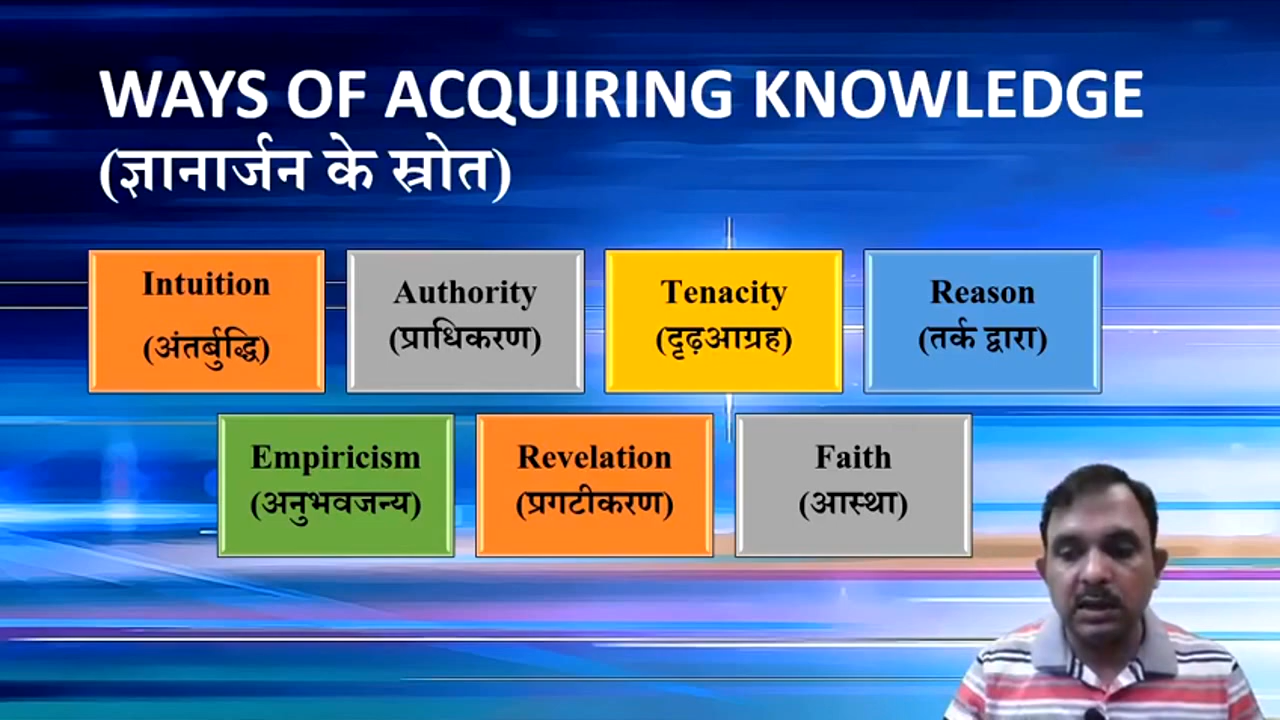 WAYS OF ACQUIRING KNOWLEDGE
(ज्ञानार्जन के स्रोत)
Intuition
(अंतर्बुद्धि)
Authority
(प्राधिकरण)
Tenacity
(दृढ़आग्रह)
Reason
(तर्क द्वारा)
Empiricism
(अनुभवजन्य)
Revelation
(प्रगटीकरण)
Faith
(आस्था)